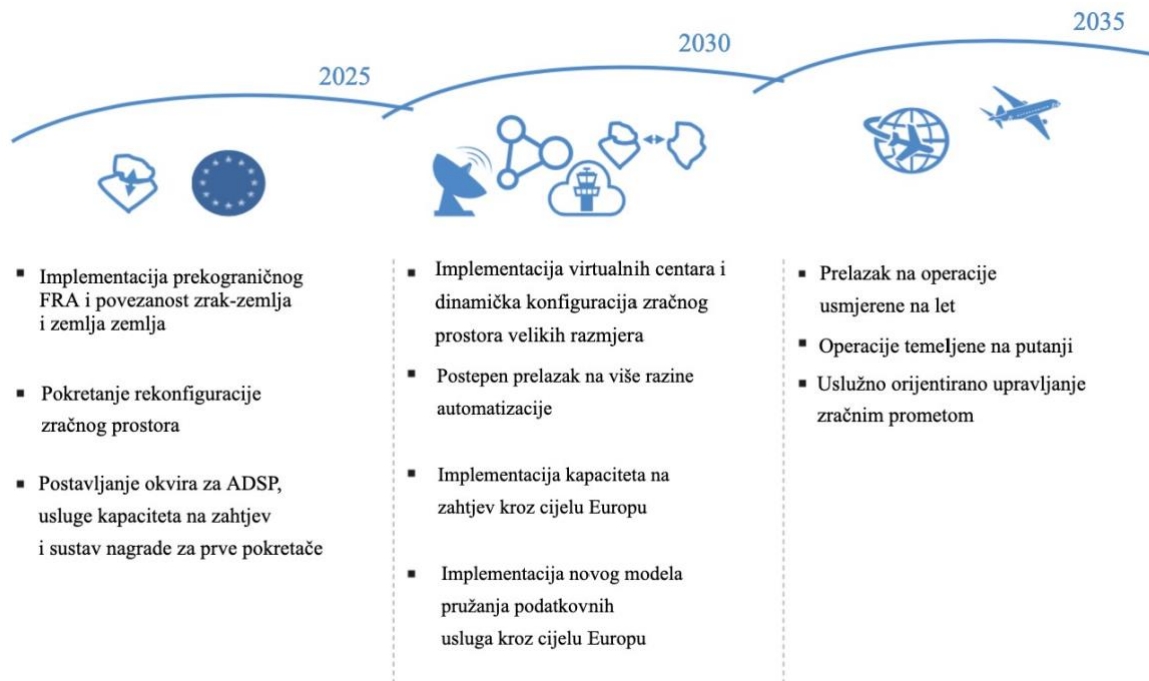 2025
2030
2035
▪ Implementacija prekograničnog
FRA i povezanost zrak-zemlja
i zemlja zemlja
▪ Pokretanje rekonfiguracije
zračnog prostora
▪ Postavljanje okvira za ADSP,
usluge kapaciteta na zahtjev
i sustav nagrade za prve pokretače
▪ Implementacija virtualnih centara i
dinamička konfiguracija zračnog
prostora velikih razmjera
▪ Postepen prelazak na više razine
automatizacije
▪ Implementacija kapaciteta na
zahtjev kroz cijelu Europu
▪ Implementacija novog modela
pružanja podatkovnih
usluga kroz cijelu Europu
▪ Prelazak na operacije
usmjerene na let
▪ Operacije temeljene na putanji
▪ Uslužno orijentirano upravljanje
zračnim prometom